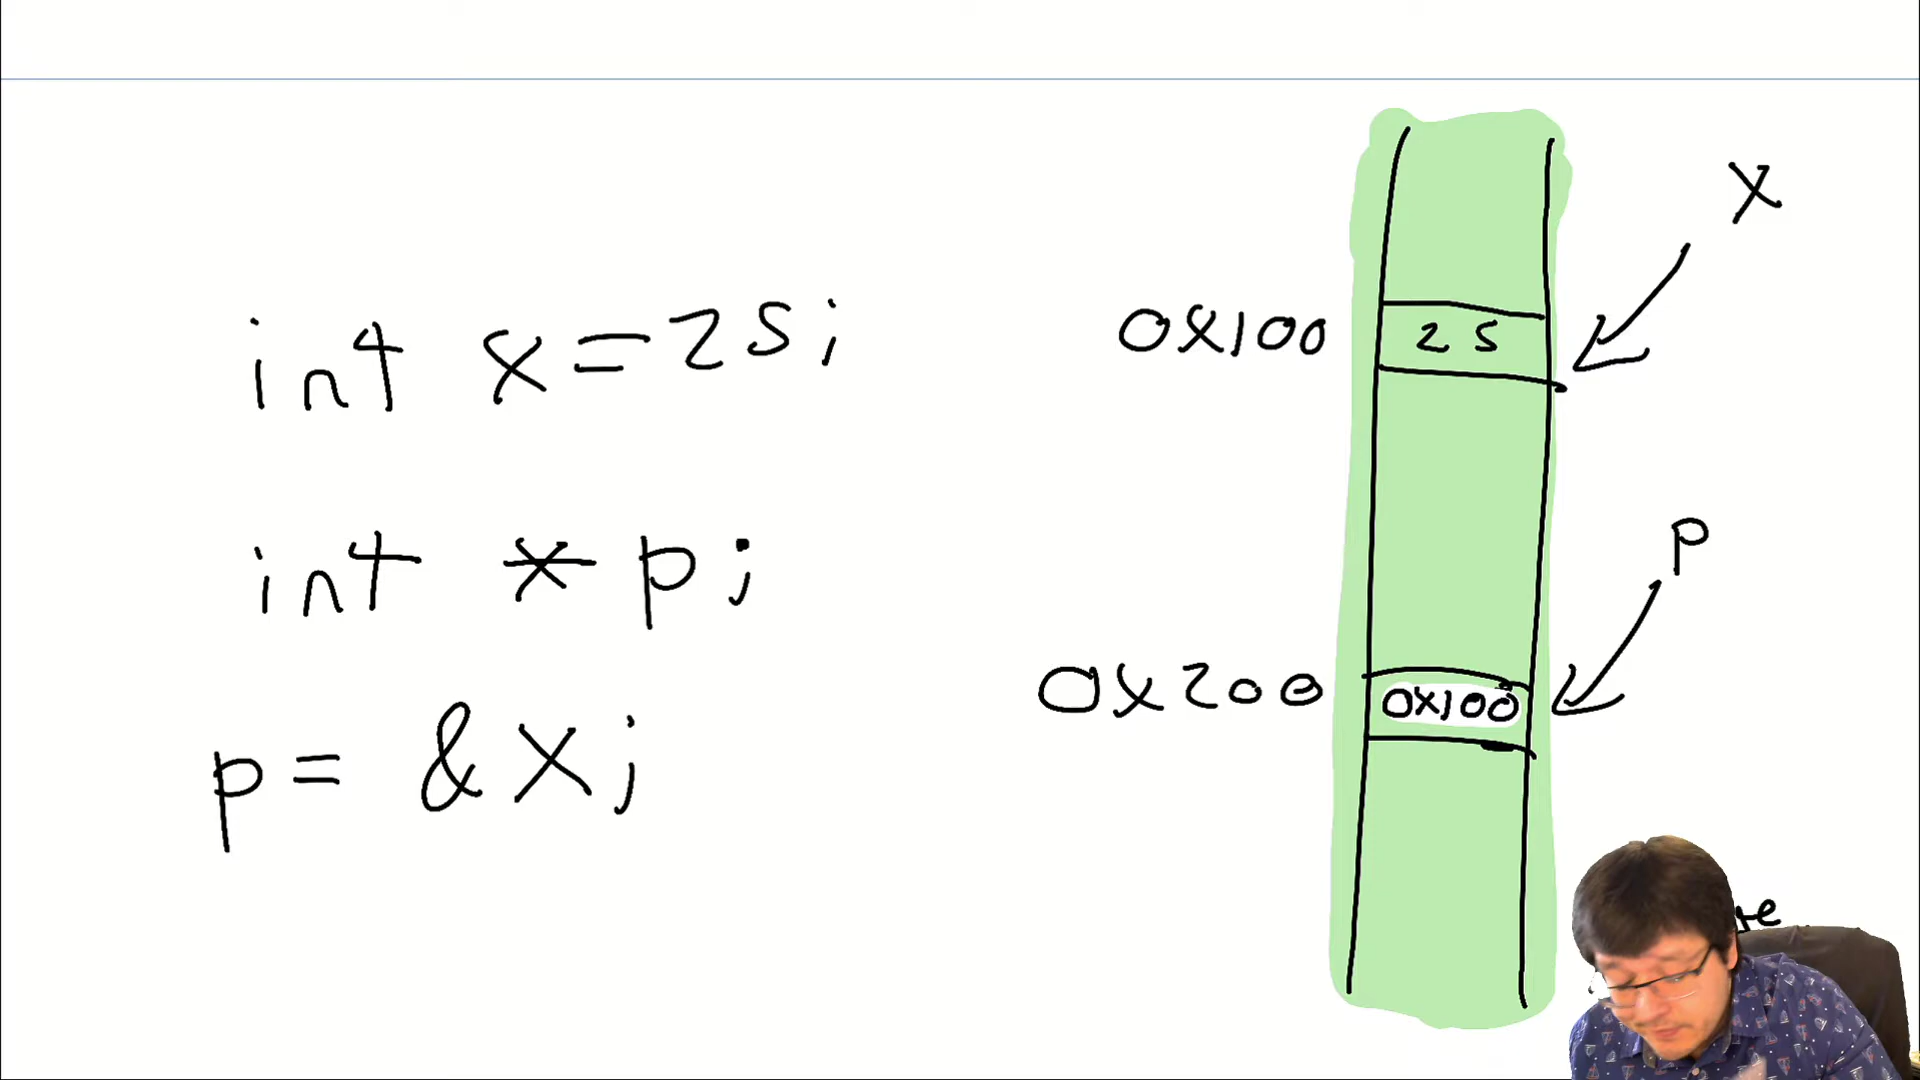 int x=25;
int *p;
p= &x;
x
0x100
25
p
0x200
0x100